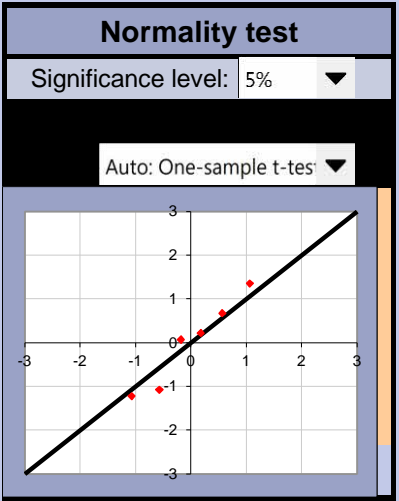 Normality test
Significance level: 5%
Auto: One-sample t-tes
3
2
1
0
-3 -2 -1 0 1 2 3
-1
-2
-3